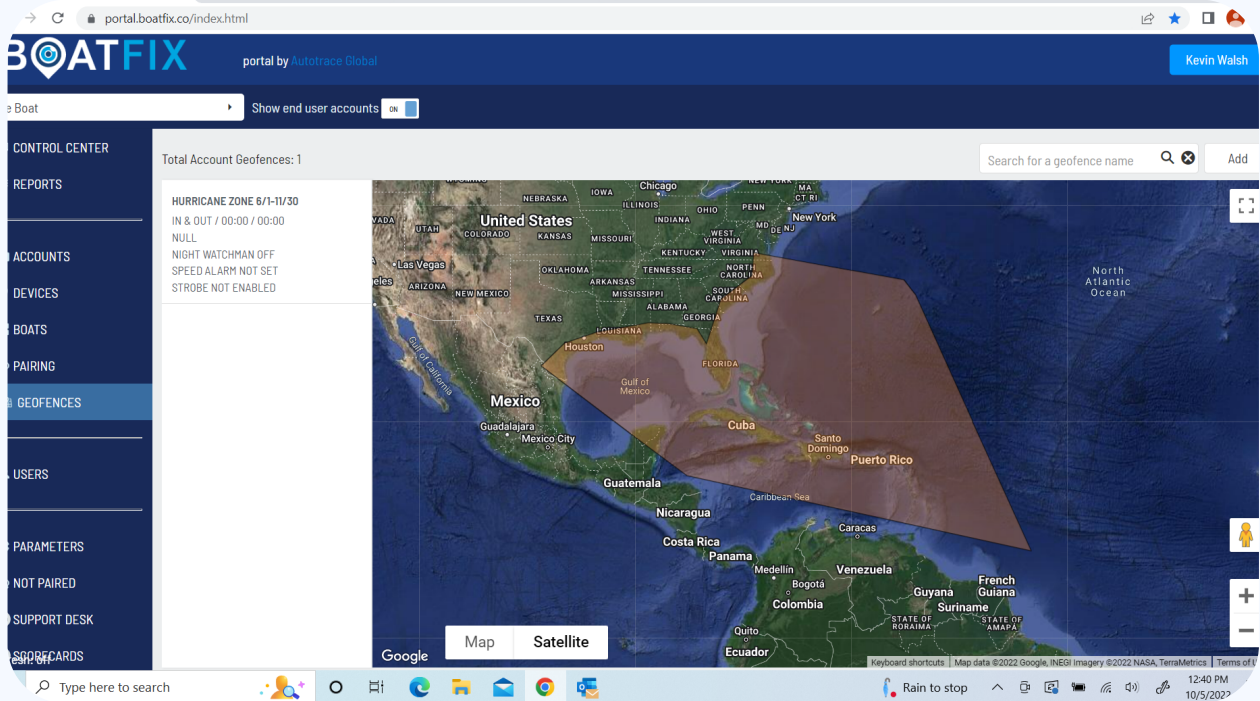 portal.boatfix.co/index.html
BOATFIX
portal by Autotrace Global
Kevin Walsh
e Boat
Show end user accounts ON
CONTROL CENTER
REPORTS
ACCOUNTS
DEVICES
BOATS
PAIRING
GEOFENCES
USERS
PARAMETERS
NOT PAIRED
SUPPORT DESK
SCORECARDS
Total Account Geofences: 1
Search for a geofence name
Add
HURRICANE ZONE 6/1-11/30
IN & OUT / 00:00 / 00:00
NULL
NIGHT WATCHMAN OFF
SPEED ALARM NOT SET
STROBE NOT ENABLED
Chicago
NEW YORK
MA
CT RI
IOWA
NEBRASKA
ILLINOIS
OHIO
PENN
INDIANA
New York
United States
VADA
UTAH
COLORADO
KANSAS
MISSOURI
WEST
VIRGINIA
MD
DE NJ
KENTUCKY
VIRGINIA
Las Vegas
eles
ARIZONA
NEW MEXICO
OKLAHOMA
TENNESSEE
NORTH
CAROLINA
ARKANSAS
MISSISSIPPI
SOUTH
CAROLINA
ALABAMA
GEORGIA
TEXAS
LOUISIANA
Houston
FLORIDA
North
Atlantic
Ocean
Gulf of California
Gulf of
Mexico
Mexico
Guadalajara
Mexico City
Cuba
Santo
Domingo
Puerto Rico
Guatemala
Caribbean Sea
Nicaragua
Caracas
Costa Rica
Panama
Medellín
Venezuela
Bogotá
Colombia
Guyana
French
Guiana
Suriname
STATE OF
RORAIMA
STATE OF
AMAPÁ
Quito
Ecuador
Map
Satellite
Google
Keyboard shortcuts
Map data ©2022 Google, INEGI Imagery ©2022 NASA, TerraMetrics
Terms of U
Type here to search
Rain to stop
12:40 PM
10/5/2022